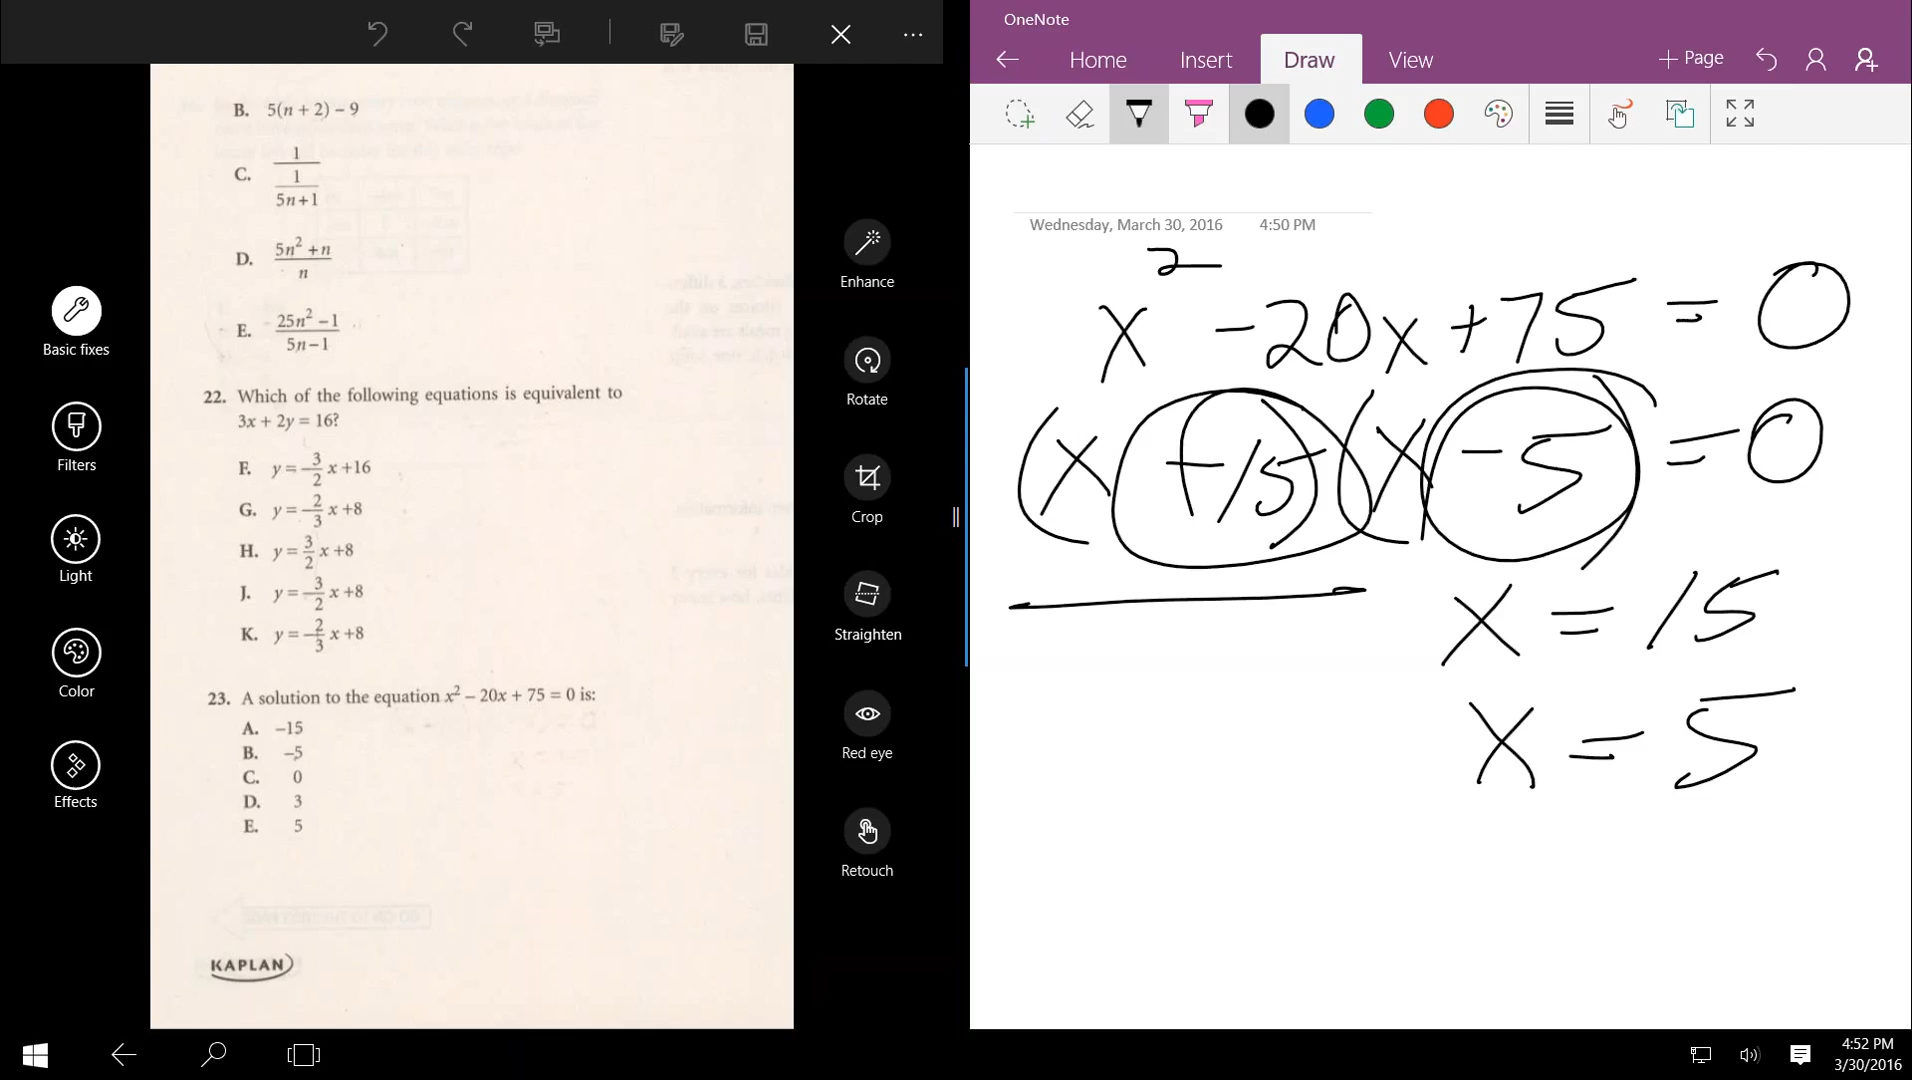 B. 5(n + 2) – 9
C. 1 / (1 / (5n+1))
D. (5n² + n) / n
E. (25n² – 1) / (5n – 1)
22. Which of the following equations is equivalent to
3x + 2y = 16?
F. y = –3/2 x +16
G. y = –2/3 x +8
H. y = 3/2 x +8
J. y = –3/2 x +8
K. y = –2/3 x +8
23. A solution to the equation x² – 20x + 75 = 0 is:
A. –15
B. –5
C. 0
D. 3
E. 5
KAPLAN
Basic fixes
Filters
Light
Color
Effects
Enhance
Rotate
Crop
Straighten
Red eye
Retouch
OneNote
Home Insert Draw View + Page
Wednesday, March 30, 2016 4:50 PM
x² – 20x + 75 = 0
(x – 15)(x – 5) = 0
x = 15
x = 5
4:52 PM
3/30/2016